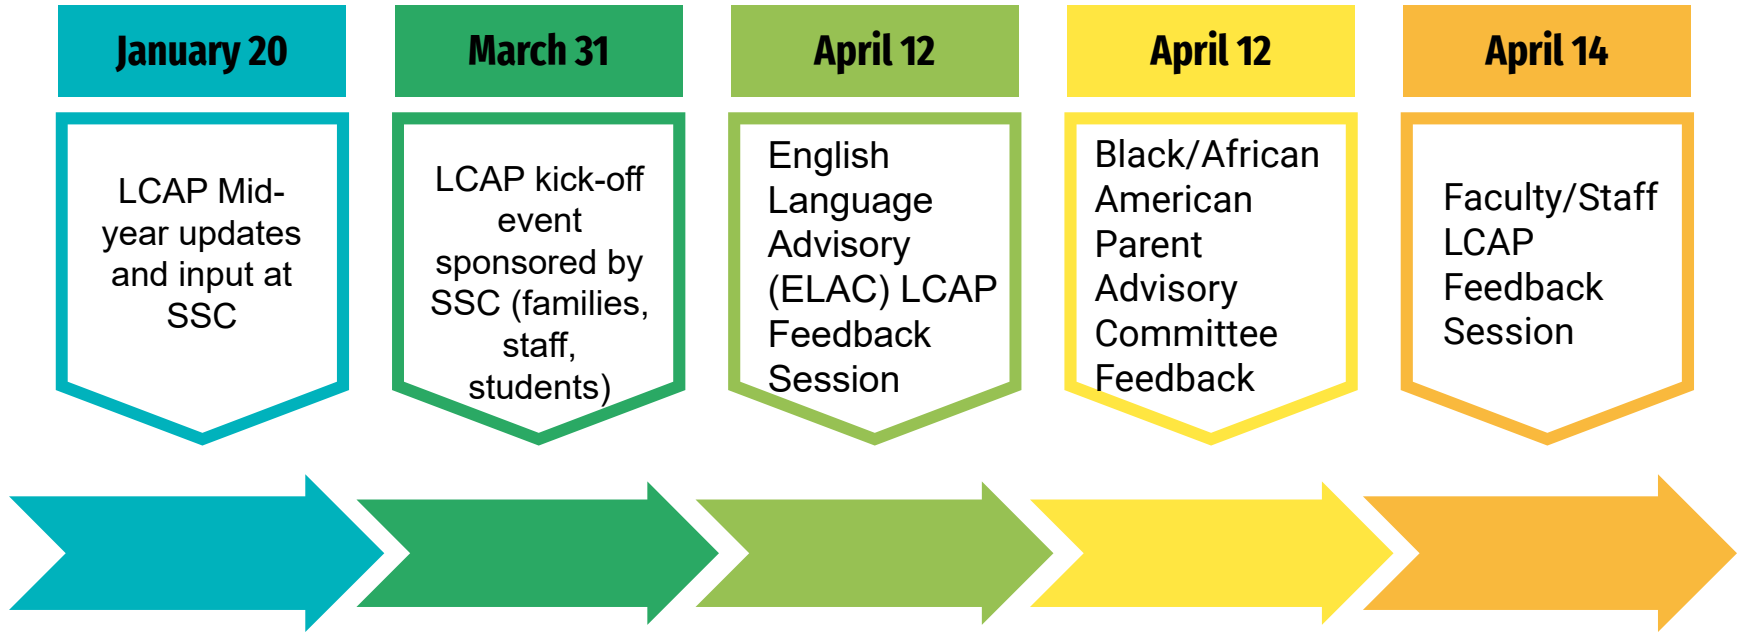 January 20
LCAP Mid-
year updates
and input at
SSC
March 31
LCAP kick-off
event
sponsored by
SSC (families,
staff,
students)
April 12
English
Language
Advisory
(ELAC) LCAP
Feedback
Session
April 12
Black/African
American
Parent
Advisory
Committee
Feedback
April 14
Faculty/Staff
LCAP
Feedback
Session